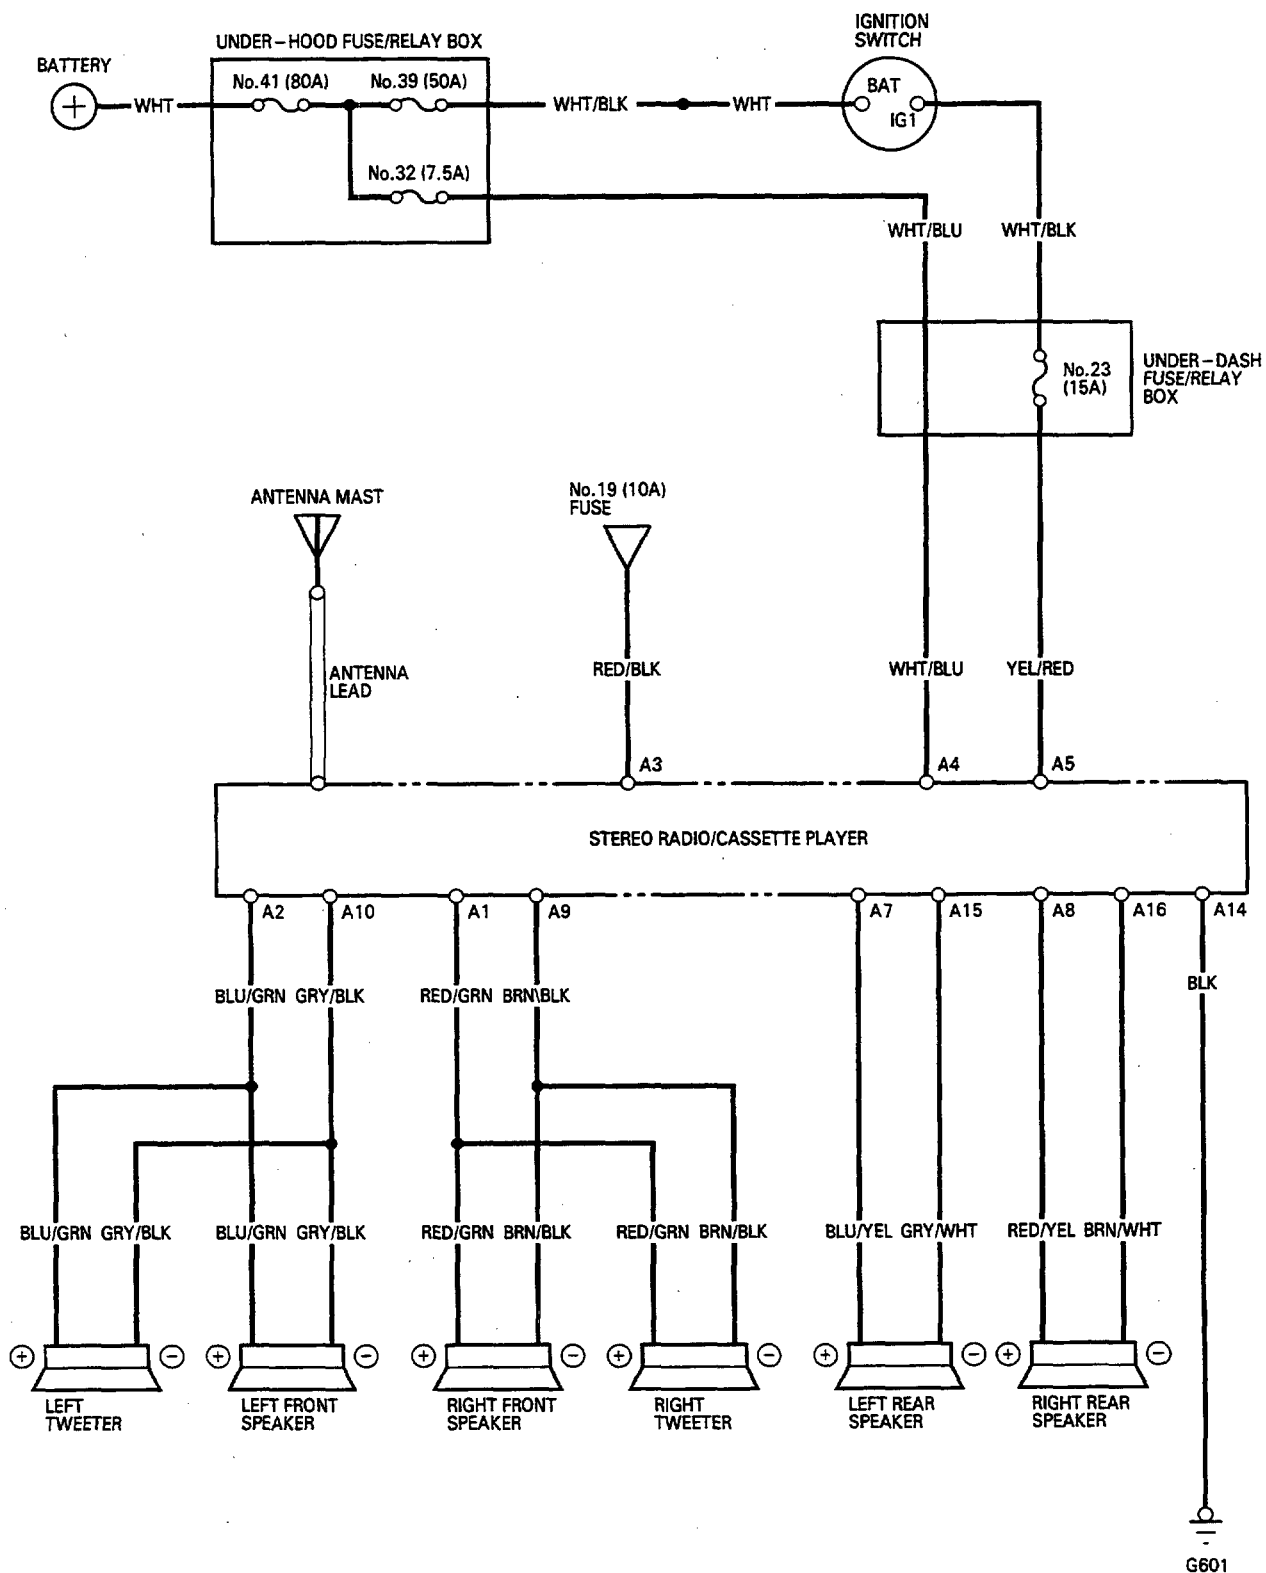 IGNITION
SWITCH
UNDER-HOOD FUSE/RELAY BOX
BATTERY
No.41 (80A) No.39 (50A)
BAT
+ WHT WHT/BLK WHT
IG1
No.32 (7.5A)
WHT/BLU WHT/BLK
No.23
(15A)
UNDER-DASH
FUSE/RELAY
BOX
ANTENNA MAST
No.19 (10A)
FUSE
ANTENNA
LEAD
RED/BLK WHT/BLU YEL/RED
A3 A4 A5
STEREO RADIO/CASSETTE PLAYER
A2 A10 A1 A9 A7 A15 A8 A16 A14
BLK
BLU/GRN GRY/BLK RED/GRN BRN\BLK
BLU/GRN GRY/BLK BLU/GRN GRY/BLK RED/GRN BRN/BLK RED/GRN BRN/BLK BLU/YEL GRY/WHT RED/YEL BRN/WHT
+ − + − + − + − + − + −
LEFT
TWEETER
LEFT FRONT
SPEAKER
RIGHT FRONT
SPEAKER
RIGHT
TWEETER
LEFT REAR
SPEAKER
RIGHT REAR
SPEAKER
G601